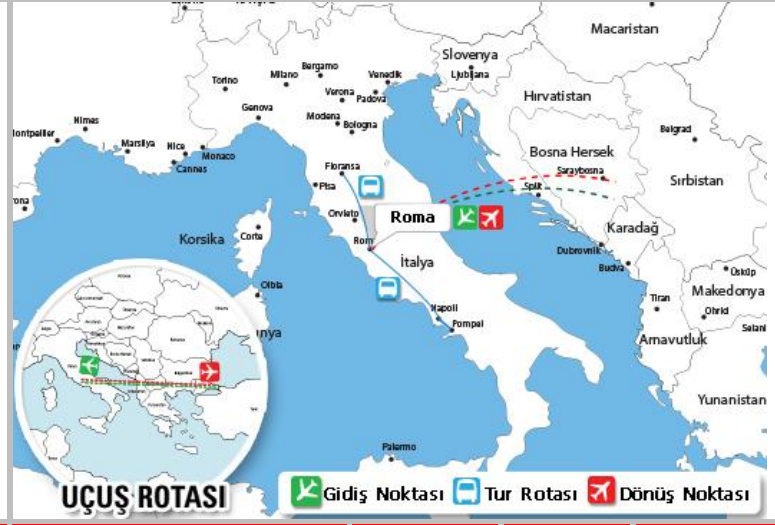 Macaristan
Slovenya
Ljubljana
Bergamo
Milano
Venedik
Torino
Verona
Padova
Hırvatistan
Genova
Modena
Bologna
Nimes
Montpellier
Marsilya
Nice
Monaco
Cannes
Belgrad
Bosna Hersek
Saraybosna
Sırbistan
Floransa
Pisa
Split
Orvieto
Roma
Korsika
Corte
Karadağ
İtalya
Dubrovnik
Budva
Üsküp
Olbia
Tiran
Makedonya
Napoli
Ohrid
Pompei
Selani
Arnavutluk
Yunanistan
Palermo
UÇUŞ ROTASI
Gidiş Noktası
Tur Rotası
Dönüş Noktası